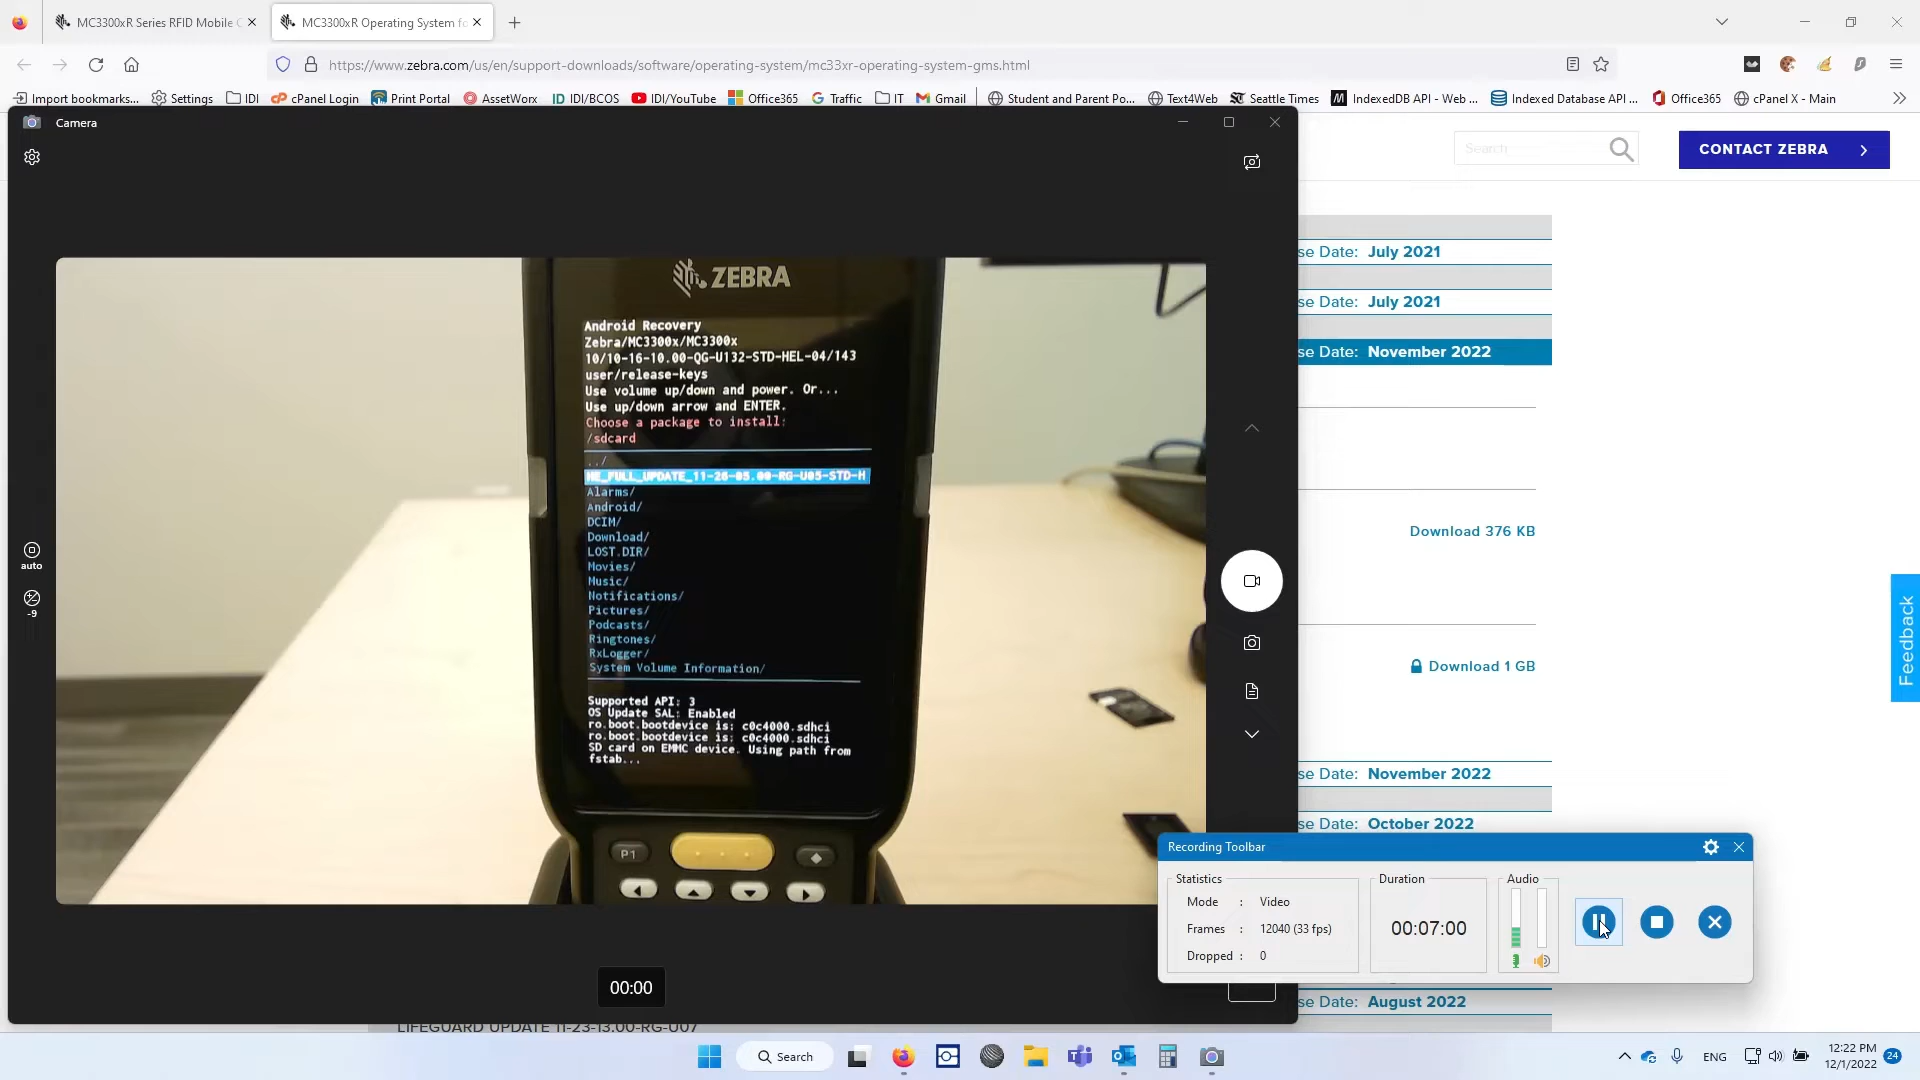 MC3300xR Series RFID Mobile C
MC3300xR Operating System fo
https://www.zebra.com/us/en/support-downloads/software/operating-system/mc33xr-operating-system-gms.html
Import bookmarks...
Settings
IDI
cPanel Login
Print Portal
AssetWorx
IDI/BCOS
IDI/YouTube
Office365
Traffic
IT
Gmail
Student and Parent Po...
Text4Web
Seattle Times
IndexedDB API - Web ...
Indexed Database API ...
Office365
cPanel X - Main
Camera
Search
CONTACT ZEBRA
se Date: July 2021
se Date: July 2021
se Date: November 2022
Download 376 KB
Download 1 GB
se Date: November 2022
se Date: October 2022
se Date: August 2022
Feedback
auto
-9
ZEBRA
Android Recovery
Zebra/MC3300x/MC3300x
10/10-16-10.00-QG-U132-STD-HEL-04/143
user/release-keys
Use volume up/down and power. Or...
Use up/down arrow and ENTER.
Choose a package to install:
/sdcard
../
HE_FULL_UPDATE_11-26-05.00-RG-U05-STD-H
Alarms/
Android/
DCIM/
Download/
LOST.DIR/
Movies/
Music/
Notifications/
Pictures/
Podcasts/
Ringtones/
RxLogger/
System Volume Information/
Supported API: 3
OS Update SAL: Enabled
ro.boot.bootdevice is: c0c4000.sdhci
ro.boot.bootdevice is: c0c4000.sdhci
SD card on EMMC device. Using path from
fstab...
P1
00:00
Recording Toolbar
Statistics
Mode : Video
Frames : 12040 (33 fps)
Dropped : 0
Duration
00:07:00
Audio
LIFEGUARD UPDATE 11-23-13.00-RG-U07
Search
ENG
12:22 PM
12/1/2022
24